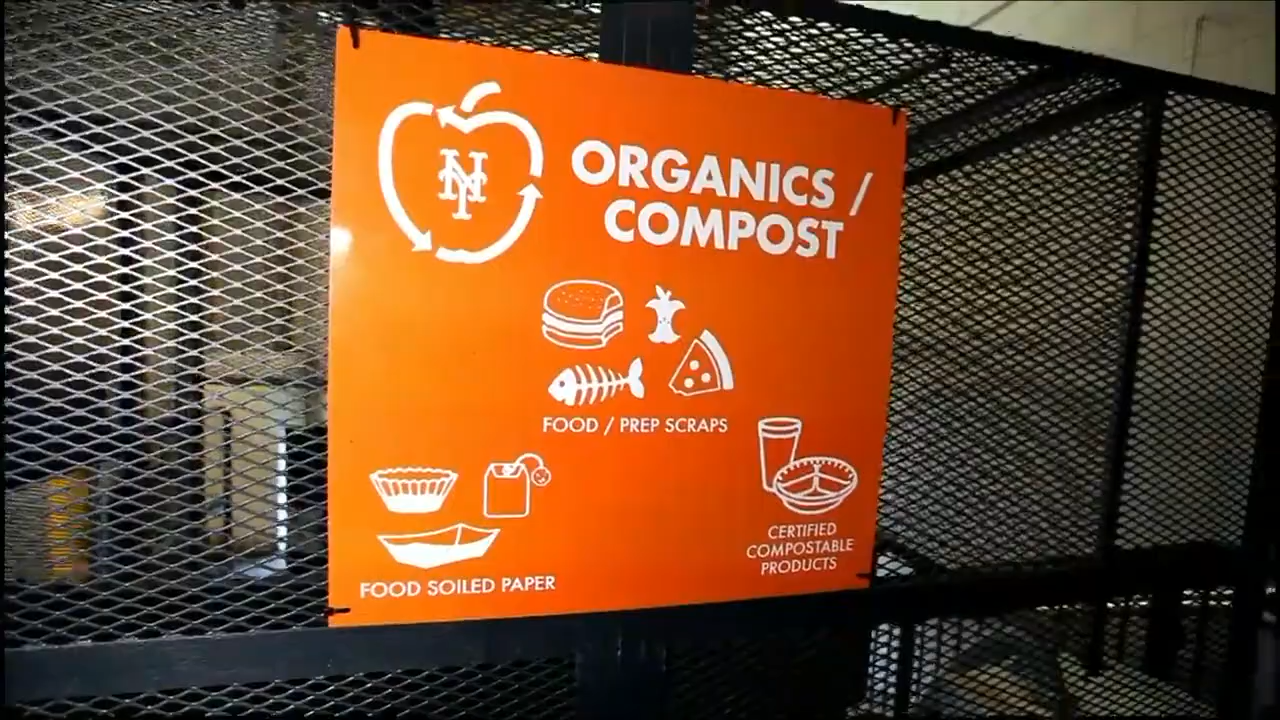 NY
ORGANICS /
COMPOST
FOOD / PREP SCRAPS
FOOD SOILED PAPER
CERTIFIED
COMPOSTABLE
PRODUCTS